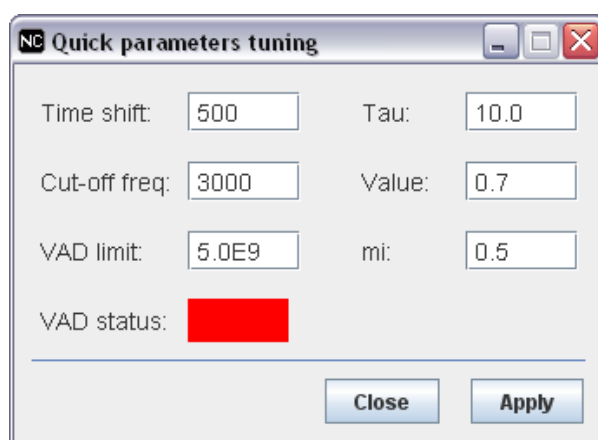 NC Quick parameters tuning
Time shift: 500 Tau: 10.0
Cut-off freq: 3000 Value: 0.7
VAD limit: 5.0E9 mi: 0.5
VAD status:
Close Apply